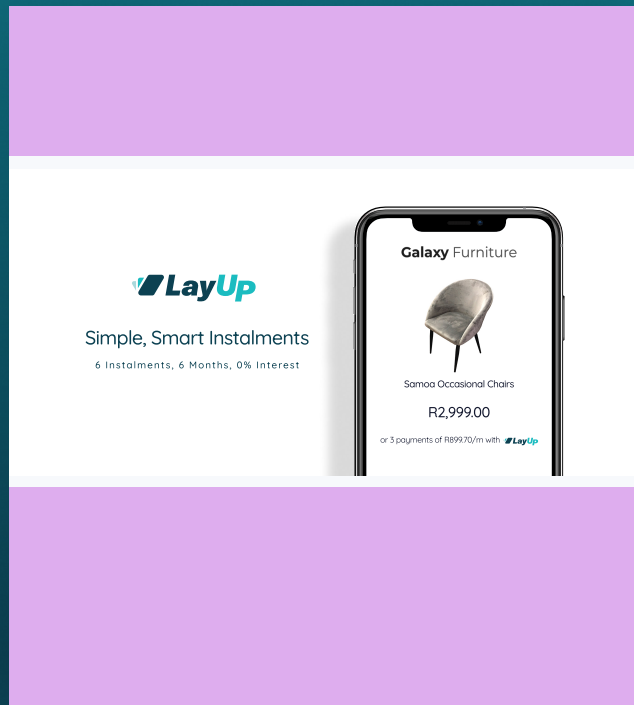 LayUp
Simple, Smart Instalments
6 Instalments, 6 Months, 0% Interest
Galaxy Furniture
Samoa Occasional Chairs
R2,999.00
or 3 payments of R899.70/m with LayUp